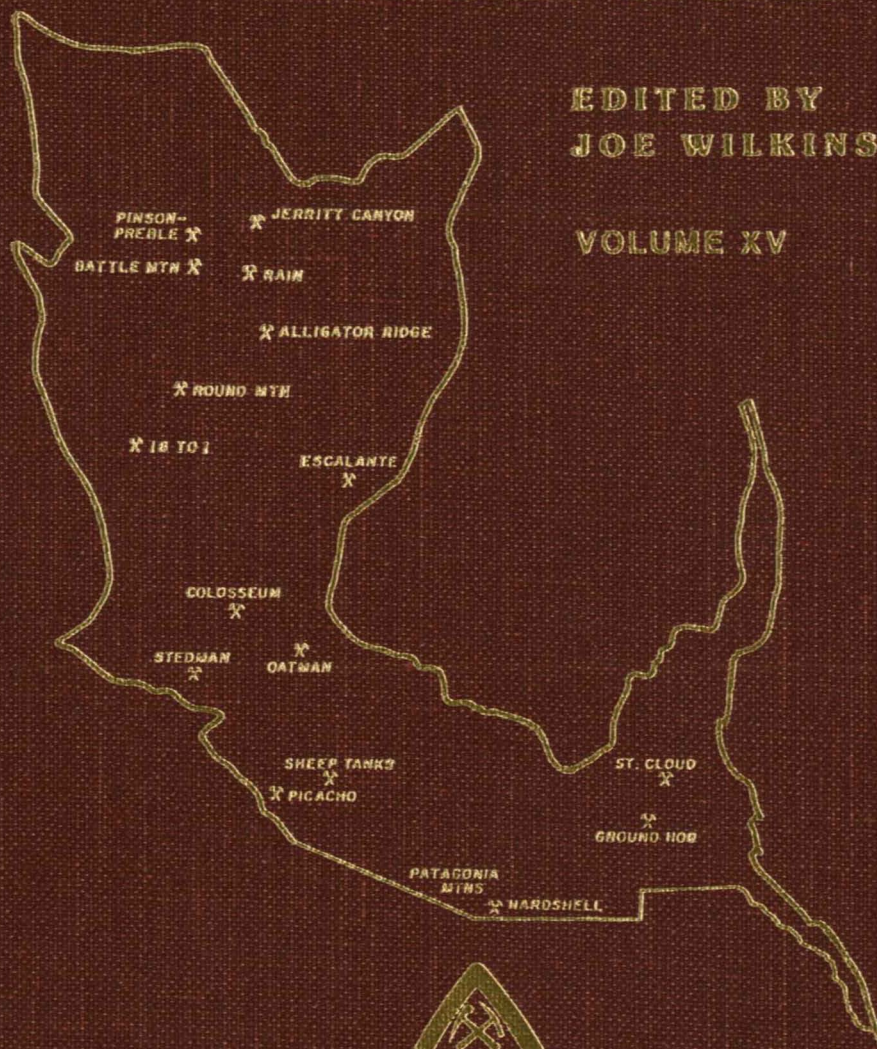 EDITED BY
JOE WILKINS
VOLUME XV
PINSON-
PREBLE
JERRITT CANYON
BATTLE MTN
RAIN
ALLIGATOR RIDGE
ROUND MTN
16 TO 1
ESCALANTE
COLOSSEUM
STEDMAN
OATMAN
SHEEP TANKS
PICACHO
ST. CLOUD
GROUND HOG
PATAGONIA
MTNS
HARDSHELL